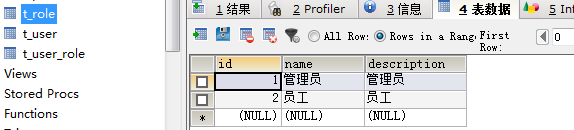 t_role
t_user
t_user_role
Views
Stored Procs
Functions
1 结果 2 Profiler 3 信息 4 表数据 5 Inf
All Row: Rows in a Rang First Row: 0
id name description
1 管理员 管理员
2 员工 员工
* (NULL) (NULL) (NULL)